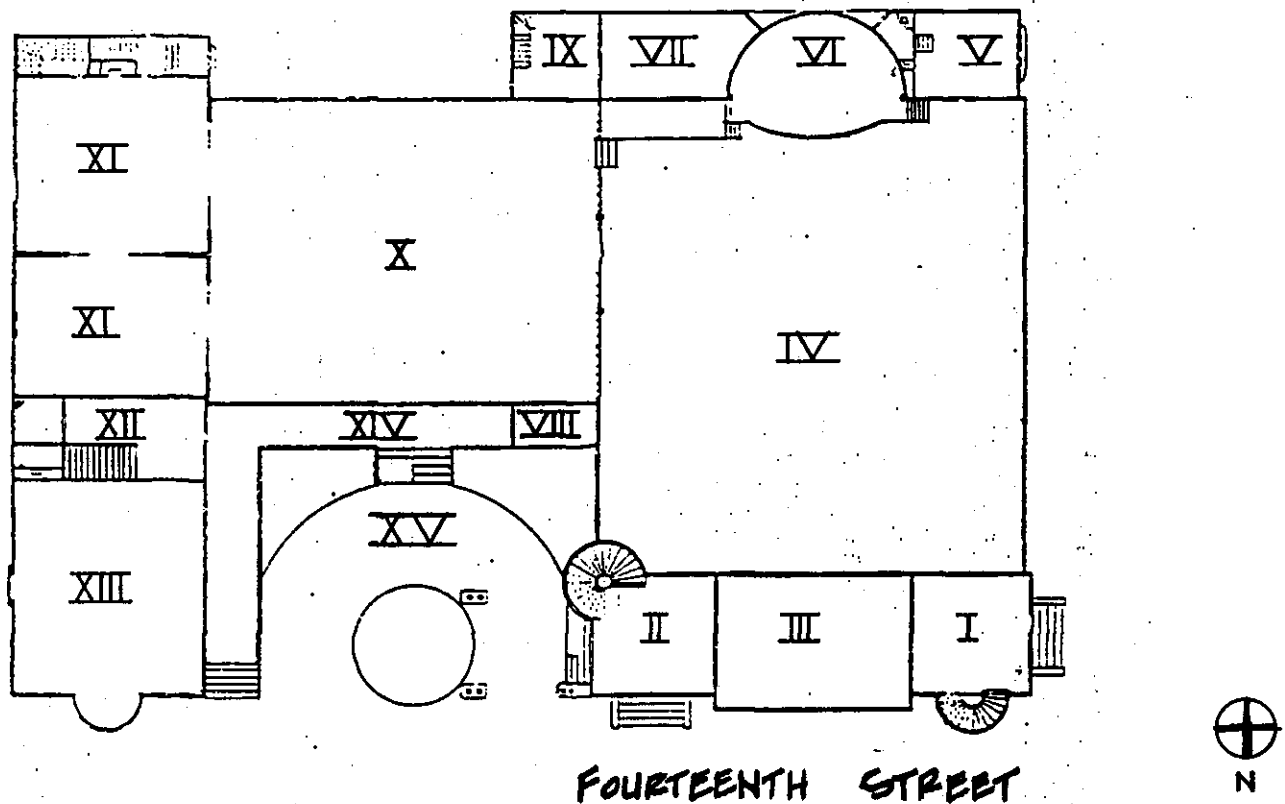 IX VII VI V
XI
X
XI
IV
XII XIV VIII
XV
XIII
II III I
FOURTEENTH STREET
N